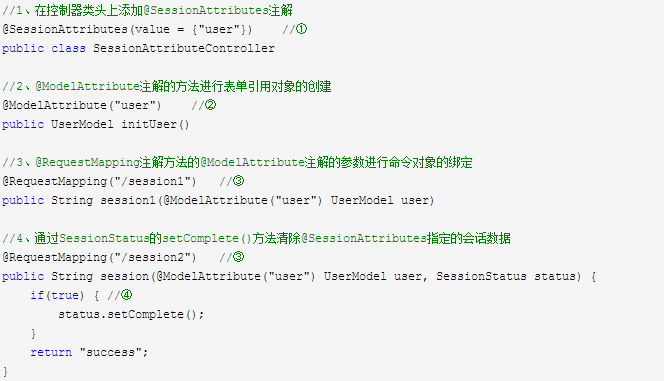 //1、在控制器类头上添加@SessionAttributes注解
@SessionAttributes(value = {"user"})    //①
public class SessionAttributeController

//2、@ModelAttribute注解的方法进行表单引用对象的创建
@ModelAttribute("user")    //②
public UserModel initUser()

//3、@RequestMapping注解方法的@ModelAttribute注解的参数进行命令对象的绑定
@RequestMapping("/session1")   //③
public String session1(@ModelAttribute("user") UserModel user)

//4、通过SessionStatus的setComplete()方法清除@SessionAttributes指定的会话数据
@RequestMapping("/session2")   //③
public String session(@ModelAttribute("user") UserModel user, SessionStatus status) {
    if(true) { //④
        status.setComplete();
    }
    return "success";
}